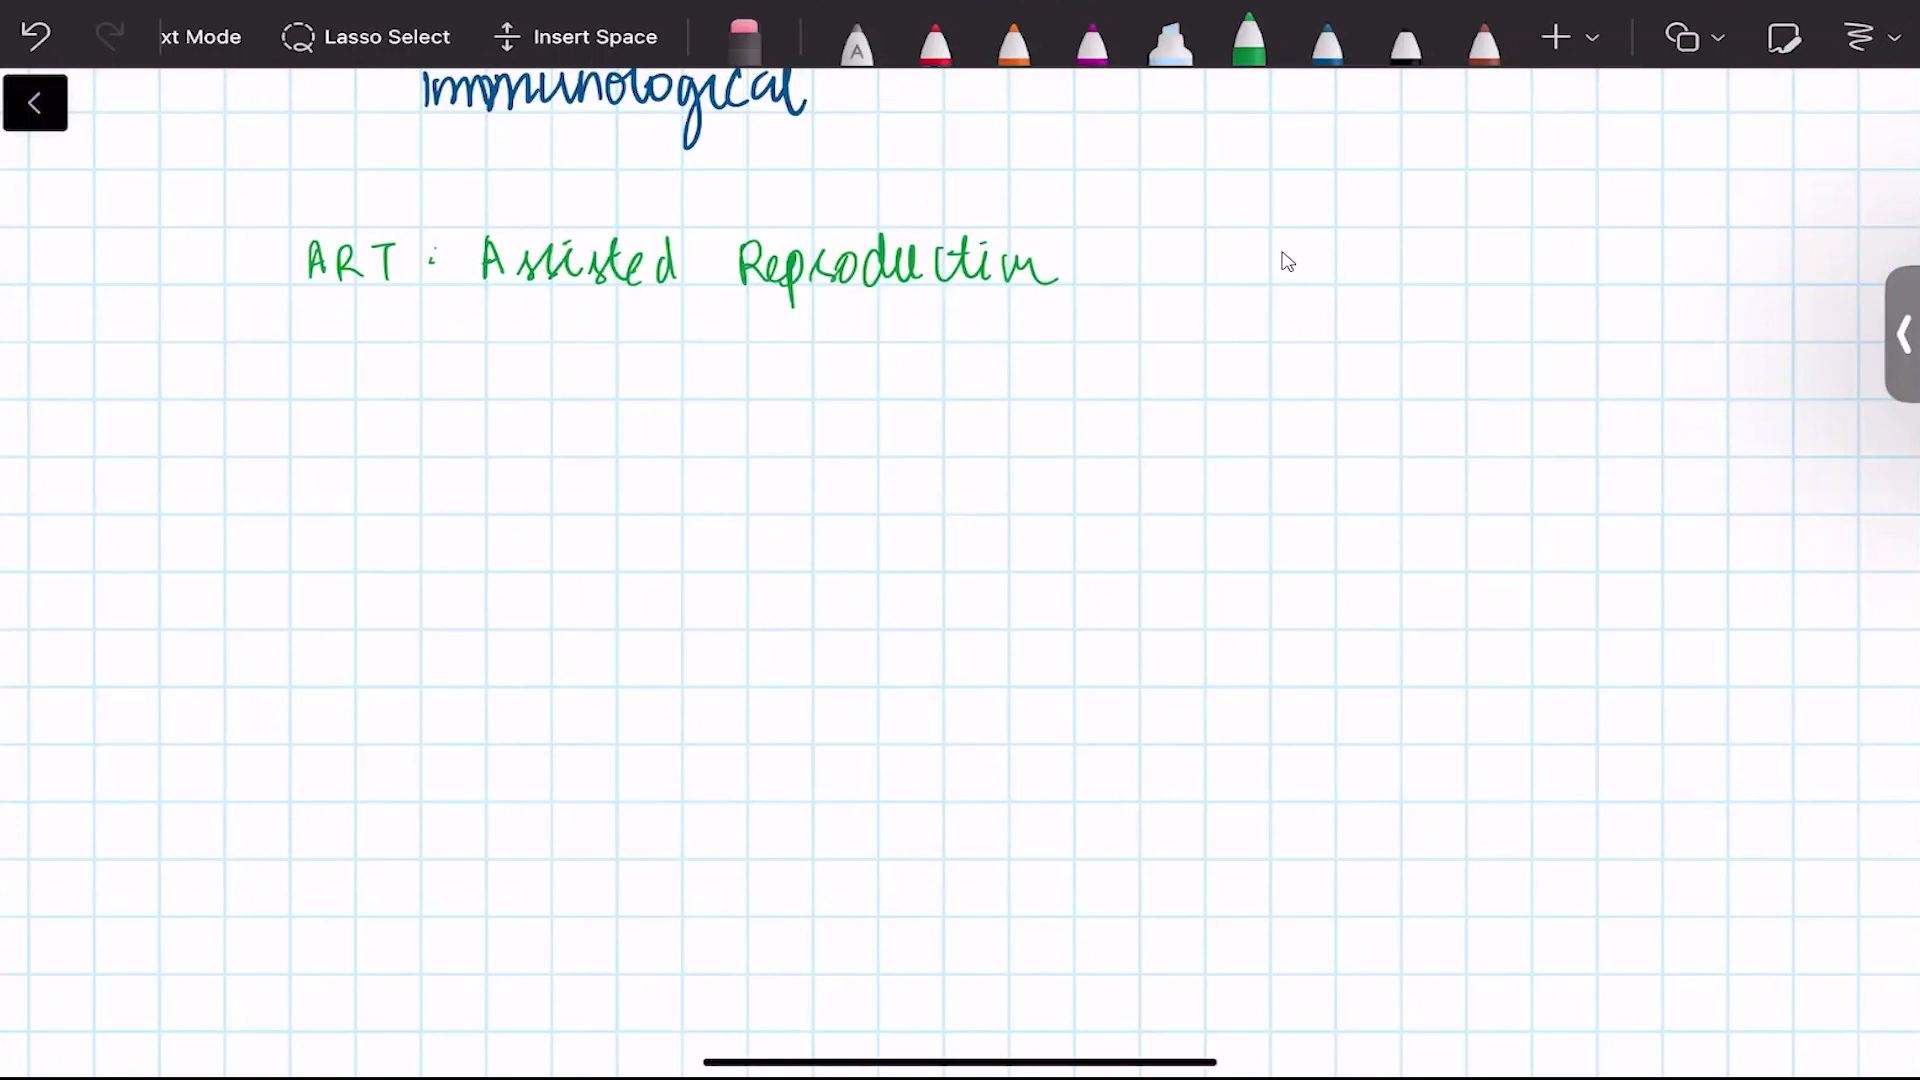 xt Mode Lasso Select Insert Space
A
immunological
ART : Assisted Reproduction